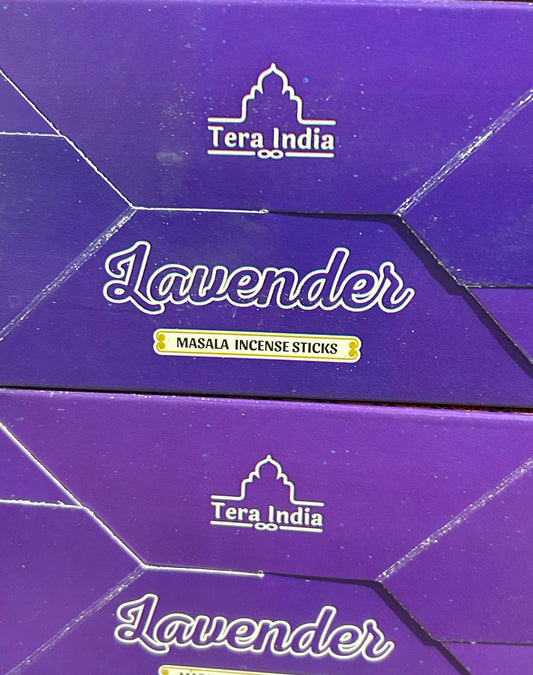 Tera India
Lavender
MASALA INCENSE STICKS
Tera India
Lavender